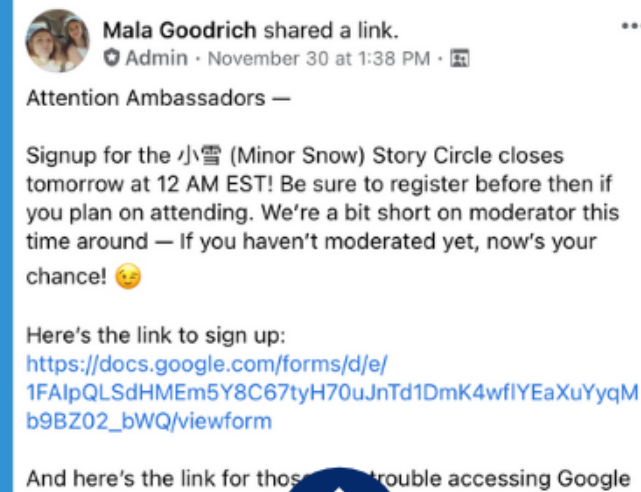 Mala Goodrich shared a link.
Admin · November 30 at 1:38 PM ·
Attention Ambassadors —
Signup for the 小雪 (Minor Snow) Story Circle closes
tomorrow at 12 AM EST! Be sure to register before then if
you plan on attending. We're a bit short on moderator this
time around — If you haven't moderated yet, now's your
chance! 😉
Here's the link to sign up:
https://docs.google.com/forms/d/e/
1FAIpQLSdHMEm5Y8C67tyH70uJnTd1DmK4wflYEaXuYyqM
b9BZ02_bWQ/viewform
And here's the link for those trouble accessing Google